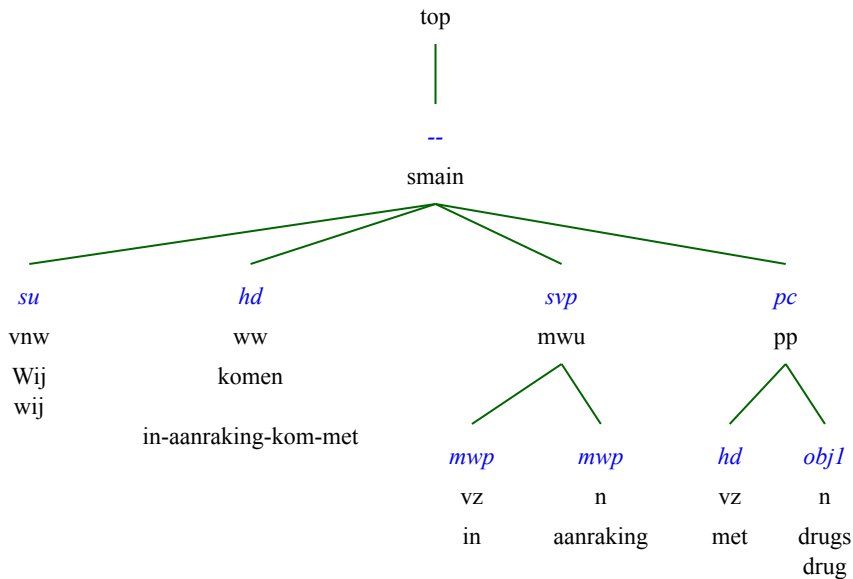 top
--
smain
su hd svp pc
vnw ww mwu pp
Wij komen
wij
in-aanraking-kom-met
mwp mwp hd obj1
vz n vz n
in aanraking met drugs
drug